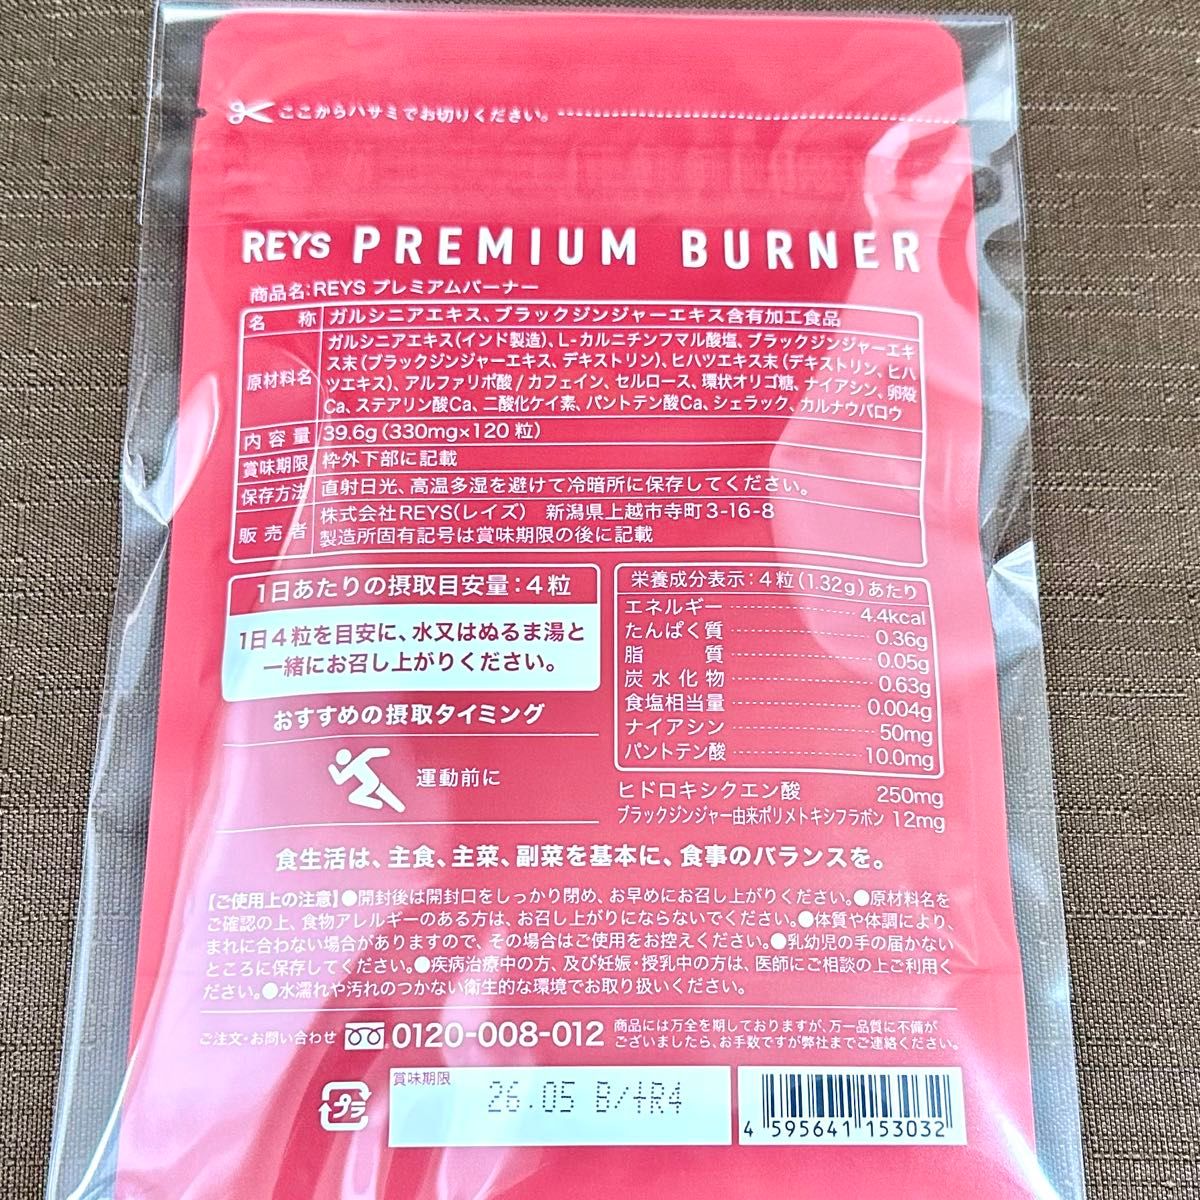 ここからハサミでお切りください。
REYS PREMIUM BURNER
商品名:REYS プレミアムバーナー
名称 ガルシニアエキス、ブラックジンジャーエキス含有加工食品
原材料名 ガルシニアエキス(インド製造)、L-カルニチンフマル酸塩、ブラックジンジャーエキ
ス末(ブラックジンジャーエキス、デキストリン)、ヒハツエキス末(デキストリン、ヒハ
ツエキス)、アルファリポ酸/カフェイン、セルロース、環状オリゴ糖、ナイアシン、卵殻
Ca、ステアリン酸Ca、二酸化ケイ素、パントテン酸Ca、シェラック、カルナウバロウ
内容量 39.6g(330mg×120粒)
賞味期限 枠外下部に記載
保存方法 直射日光、高温多湿を避けて冷暗所に保存してください。
販売者 株式会社REYS(レイズ) 新潟県上越市寺町3-16-8
製造所固有記号は賞味期限の後に記載
1日あたりの摂取目安量:4粒
1日4粒を目安に、水又はぬるま湯と
一緒にお召し上がりください。
おすすめの摂取タイミング
運動前に
栄養成分表示:4粒(1.32g)あたり
エネルギー 4.4kcal
たんぱく質 0.36g
脂質 0.05g
炭水化物 0.63g
食塩相当量 0.004g
ナイアシン 50mg
パントテン酸 10.0mg
ヒドロキシクエン酸 250mg
ブラックジンジャー由来ポリメトキシフラボン 12mg
食生活は、主食、主菜、副菜を基本に、食事のバランスを。
【ご使用上の注意】●開封後は開封口をしっかり閉め、お早めにお召し上がりください。●原材料名を
ご確認の上、食物アレルギーのある方は、お召し上がりにならないでください。●体質や体調により、
まれに合わない場合がありますので、その場合はご使用をお控えください。●乳幼児の手の届かない
ところに保存してください。●疾病治療中の方、及び妊娠・授乳中の方は、医師にご相談の上ご利用く
ださい。●水濡れや汚れのつかない衛生的な環境でお取り扱いください。
ご注文・お問い合わせ 0120-008-012 商品には万全を期しておりますが、万一品質に不備が
ございましたら、お手数ですが弊社までご連絡ください。
プラ
賞味期限 26.05 B/tR4
4 595641 153032